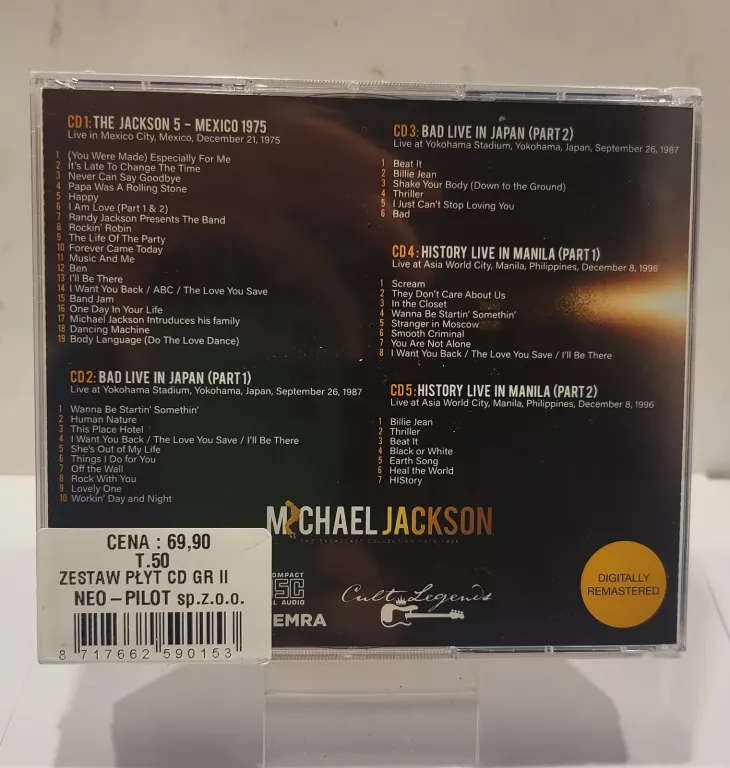 CD1: THE JACKSON 5 – MEXICO 1975
Live in Mexico City, Mexico, December 21, 1975
1 (You Were Made) Especially For Me
2 It's Late To Change The Time
3 Never Can Say Goodbye
4 Papa Was A Rolling Stone
5 Happy
6 I Am Love (Part 1 & 2)
7 Randy Jackson Presents The Band
8 Rockin' Robin
9 The Life Of The Party
10 Forever Came Today
11 Music And Me
12 Ben
13 I'll Be There
14 I Want You Back / ABC / The Love You Save
15 Band Jam
16 One Day In Your Life
17 Michael Jackson Intruduces his family
18 Dancing Machine
19 Body Language (Do The Love Dance)
CD2: BAD LIVE IN JAPAN (PART 1)
Live at Yokohama Stadium, Yokohama, Japan, September 26, 1987
1 Wanna Be Startin' Somethin'
2 Human Nature
3 This Place Hotel
4 I Want You Back / The Love You Save / I'll Be There
5 She's Out of My Life
6 Things I Do for You
7 Off the Wall
8 Rock With You
9 Lovely One
10 Workin' Day and Night
CD3: BAD LIVE IN JAPAN (PART 2)
Live at Yokohama Stadium, Yokohama, Japan, September 26, 1987
1 Beat It
2 Billie Jean
3 Shake Your Body (Down to the Ground)
4 Thriller
5 I Just Can't Stop Loving You
6 Bad
CD4: HISTORY LIVE IN MANILA (PART 1)
Live at Asia World City, Manila, Philippines, December 8, 1996
1 Scream
2 They Don't Care About Us
3 In the Closet
4 Wanna Be Startin' Somethin'
5 Stranger in Moscow
6 Smooth Criminal
7 You Are Not Alone
8 I Want You Back / The Love You Save / I'll Be There
CD5: HISTORY LIVE IN MANILA (PART 2)
Live at Asia World City, Manila, Philippines, December 8, 1996
1 Billie Jean
2 Thriller
3 Beat It
4 Black or White
5 Earth Song
6 Heal the World
7 HIStory
MICHAEL JACKSON
THE BROADCAST COLLECTION 1975-1996
CENA : 69,90
T.50
ZESTAW PŁYT CD GR II
NEO – PILOT sp.z.o.o.
8 717662 590153
COMPACT
DISC
AL AUDIO
EMRA
Cult Legends
DIGITALLY
REMASTERED